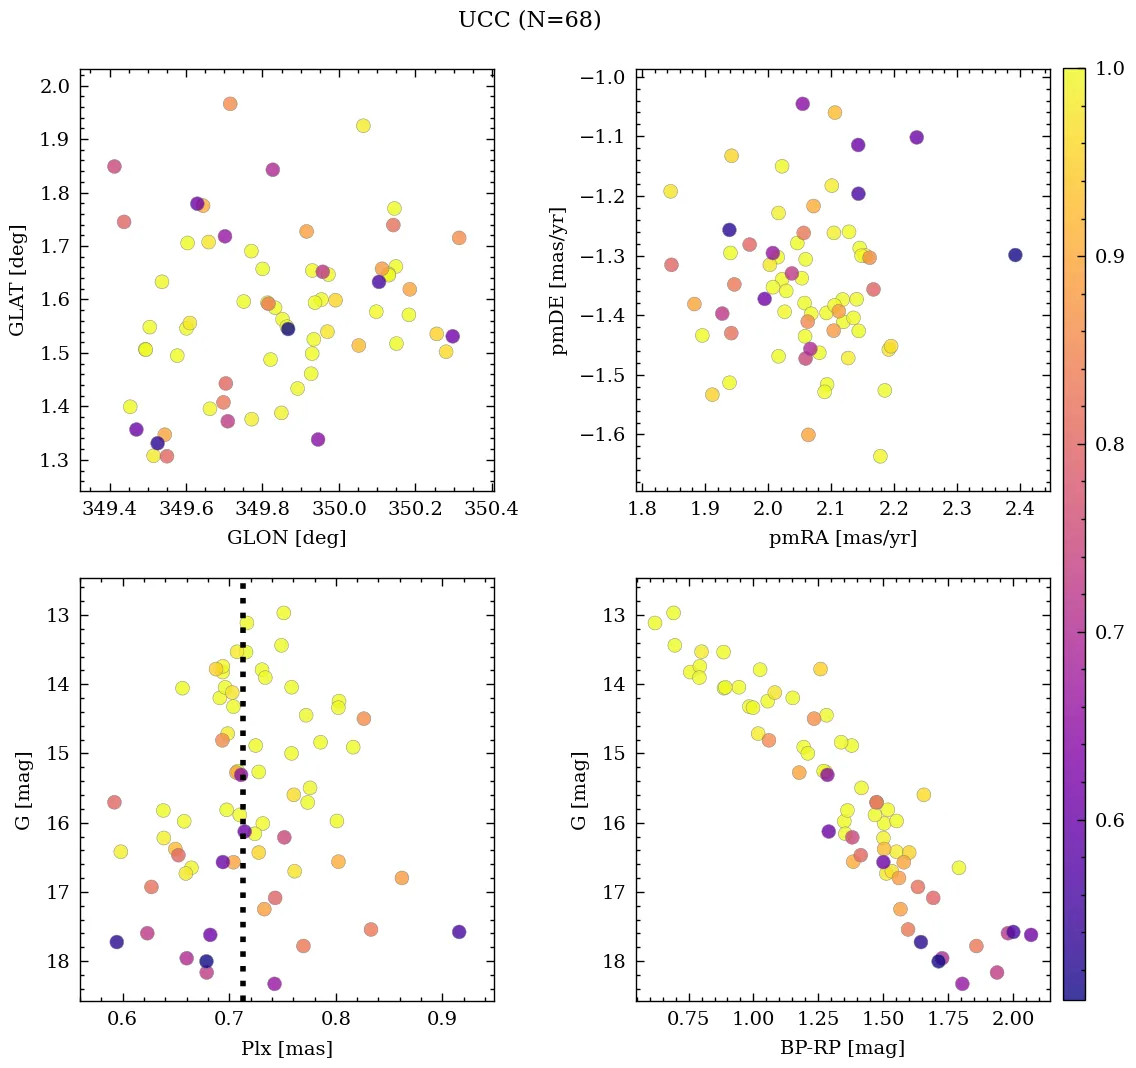 UCC (N=68)
2.0
1.9
1.8
1.7
1.6
1.5
1.4
1.3
GLAT [deg]
349.4 349.6 349.8 350.0 350.2 350.4
GLON [deg]
−1.0
−1.1
−1.2
−1.3
−1.4
−1.5
−1.6
pmDE [mas/yr]
1.8 1.9 2.0 2.1 2.2 2.3 2.4
pmRA [mas/yr]
1.0
0.9
0.8
0.7
0.6
13
14
15
16
17
18
G [mag]
0.6 0.7 0.8 0.9
Plx [mas]
13
14
15
16
17
18
G [mag]
0.75 1.00 1.25 1.50 1.75 2.00
BP-RP [mag]